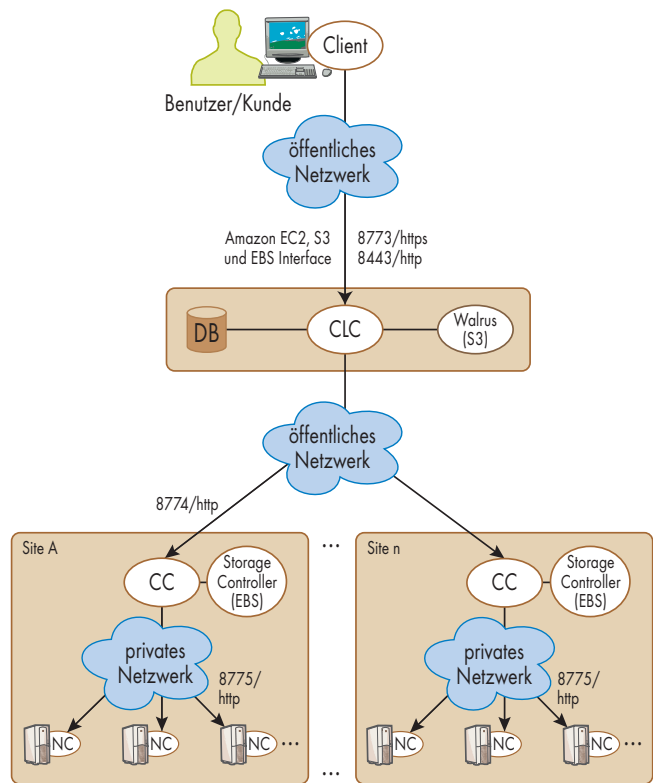 Client
Benutzer/Kunde
öffentliches
Netzwerk
Amazon EC2, S3
und EBS Interface
8773/https
8443/http
DB
CLC
Walrus
(S3)
öffentliches
Netzwerk
8774/http
Site A
...
Site n
CC
Storage
Controller
(EBS)
CC
Storage
Controller
(EBS)
privates
Netzwerk
8775/
http
privates
Netzwerk
8775/
http
NC
NC
NC ...
NC
NC
NC ...
...